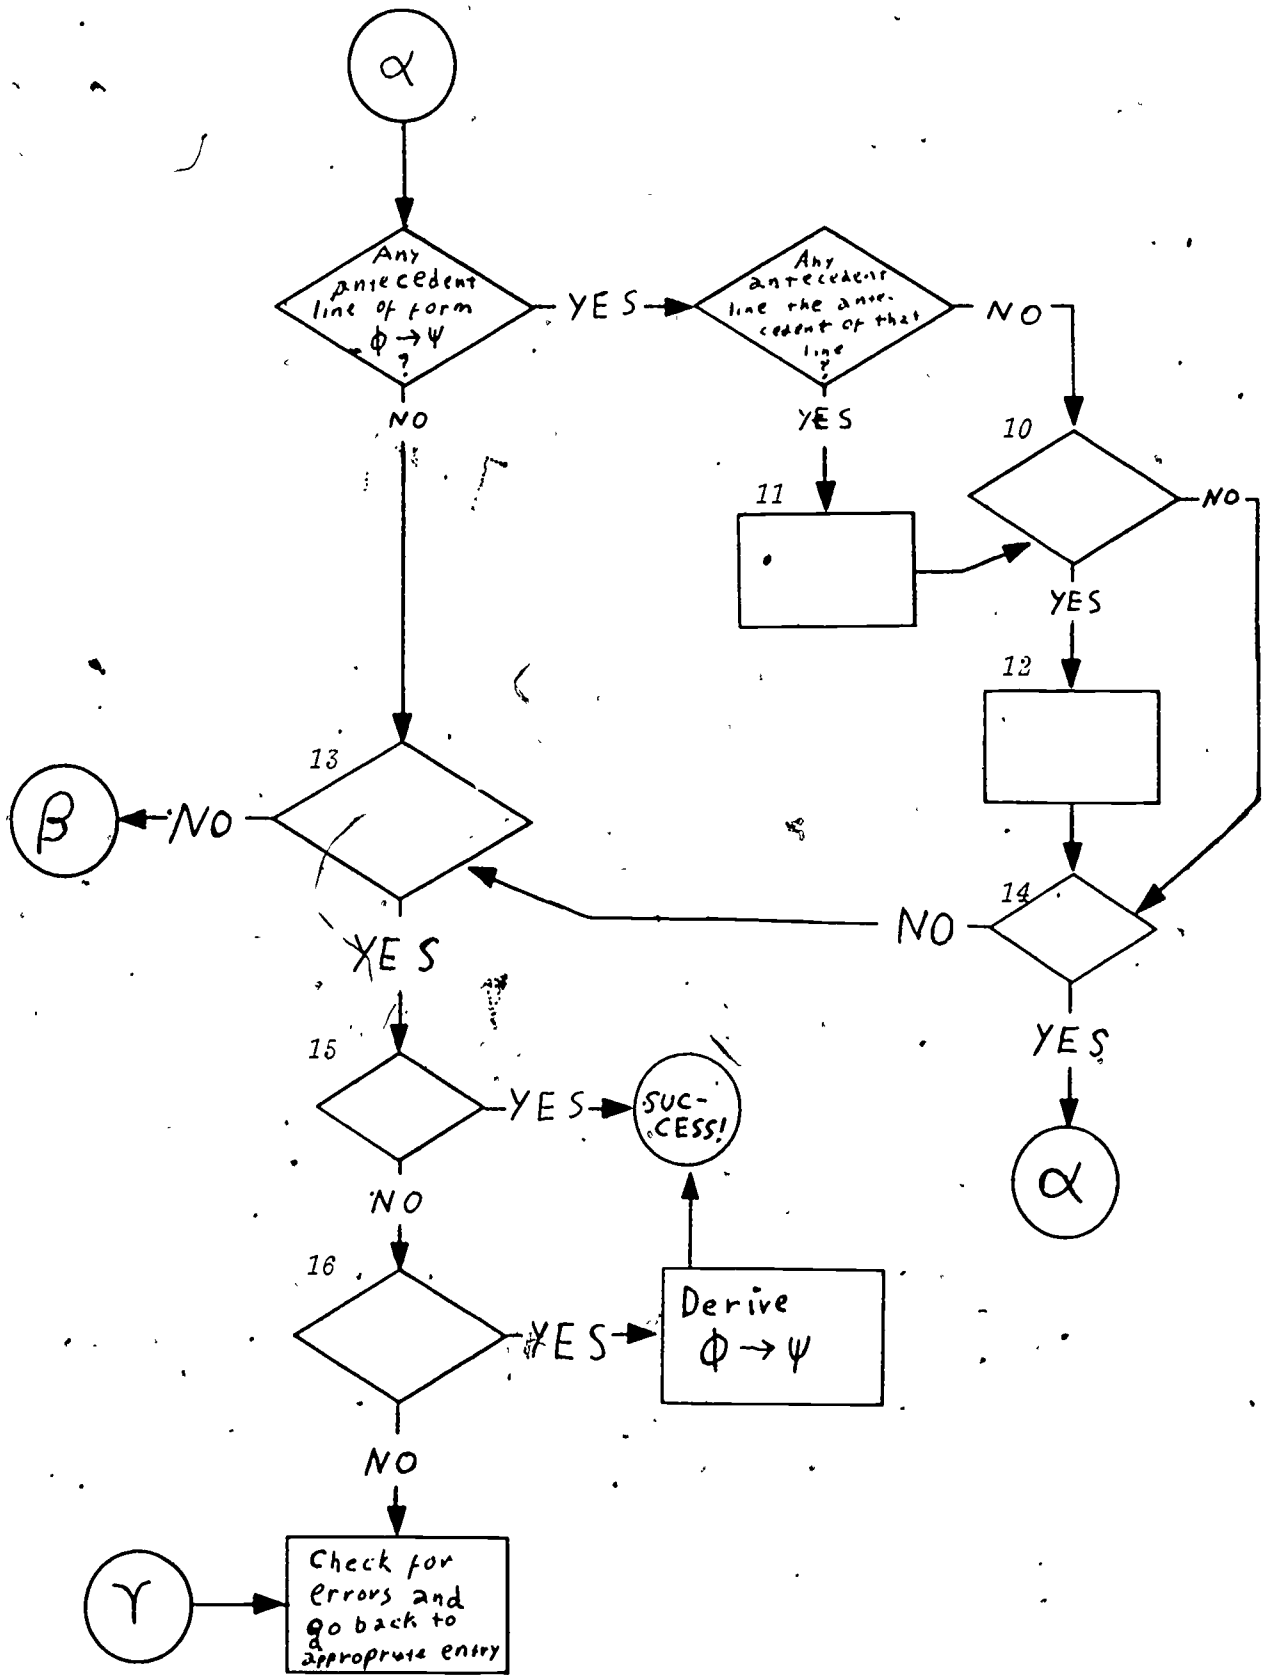 α
Any
antecedent
line of form
φ → ψ
?
YES
Any
antecedent
line the ante-
cedent of that
line
?
NO
NO
YES
10
11
NO
YES
12
13
β
NO
14
NO
YES
YES
15
YES
SUC-
CESS!
α
NO
16
YES
Derive
φ → ψ
NO
γ
Check for
errors and
go back to
appropriate entry